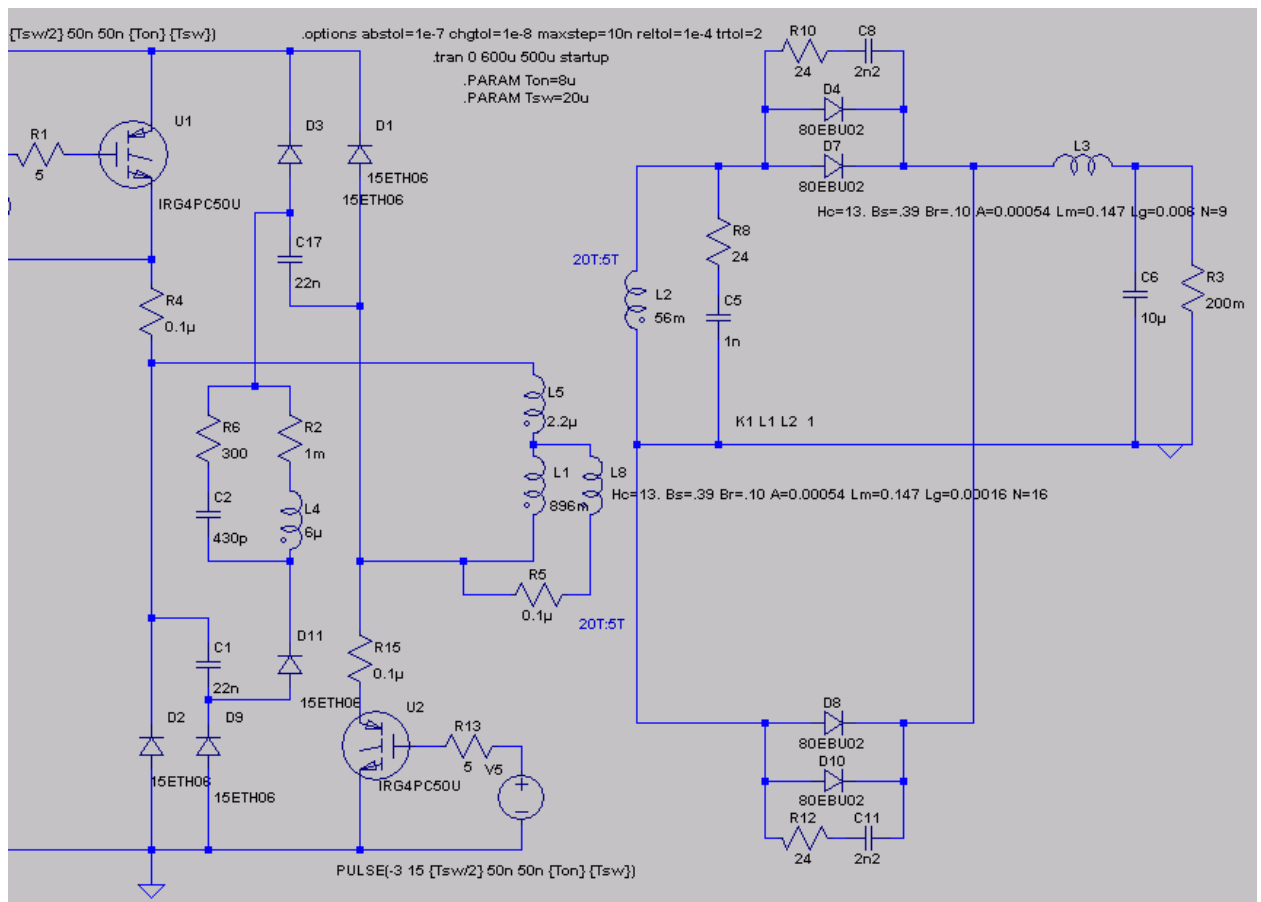 {Tsw/2} 50n 50n {Ton} {Tsw})
.options abstol=1e-7 chgtol=1e-8 maxstep=10n reltol=1e-4 trtol=2
.tran 0 600u 500u startup
.PARAM Ton=8u
.PARAM Tsw=20u
R10
24
C8
2n2
D4
80EBU02
D7
80EBU02
L3
Hc=13. Bs=.39 Br=.10 A=0.00054 Lm=0.147 Lg=0.006 N=9
R1
5
U1
IRG4PC50U
D3
D1
15ETH06
15ETH06
C17
22n
R4
0.1µ
20T:5T
L2
56m
R8
24
C5
1n
C6
10µ
R3
200m
L5
2.2µ
K1 L1 L2 1
R6
300
R2
1m
C2
430p
L4
6µ
L1
896m
L8
Hc=13. Bs=.39 Br=.10 A=0.00054 Lm=0.147 Lg=0.00016 N=16
R5
0.1µ
20T:5T
C1
22n
D11
15ETH06
R15
0.1µ
D2
15ETH06
D9
15ETH06
U2
IRG4PC50U
R13
5
V5
D8
80EBU02
D10
80EBU02
R12
24
C11
2n2
PULSE(-3 15 {Tsw/2} 50n 50n {Ton} {Tsw})